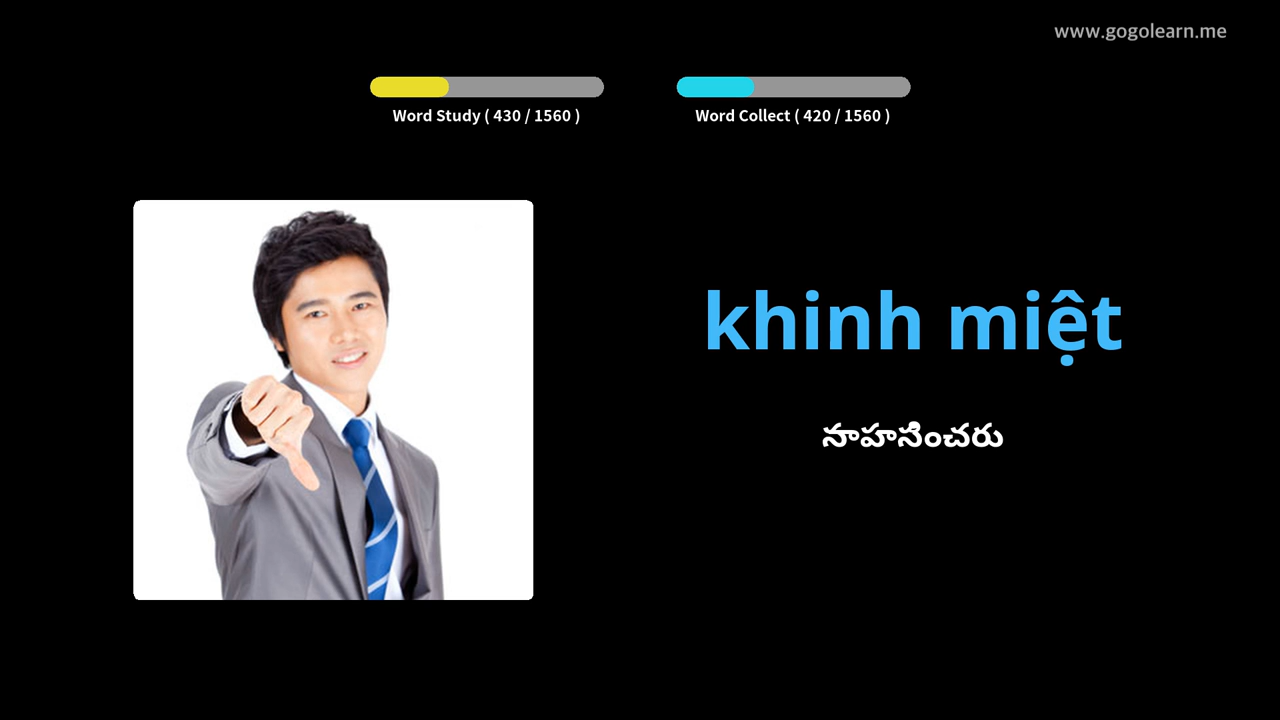 www.gogolearn.me
Word Study ( 430 / 1560 )
Word Collect ( 420 / 1560 )
khinh miệt
నాహసించరు